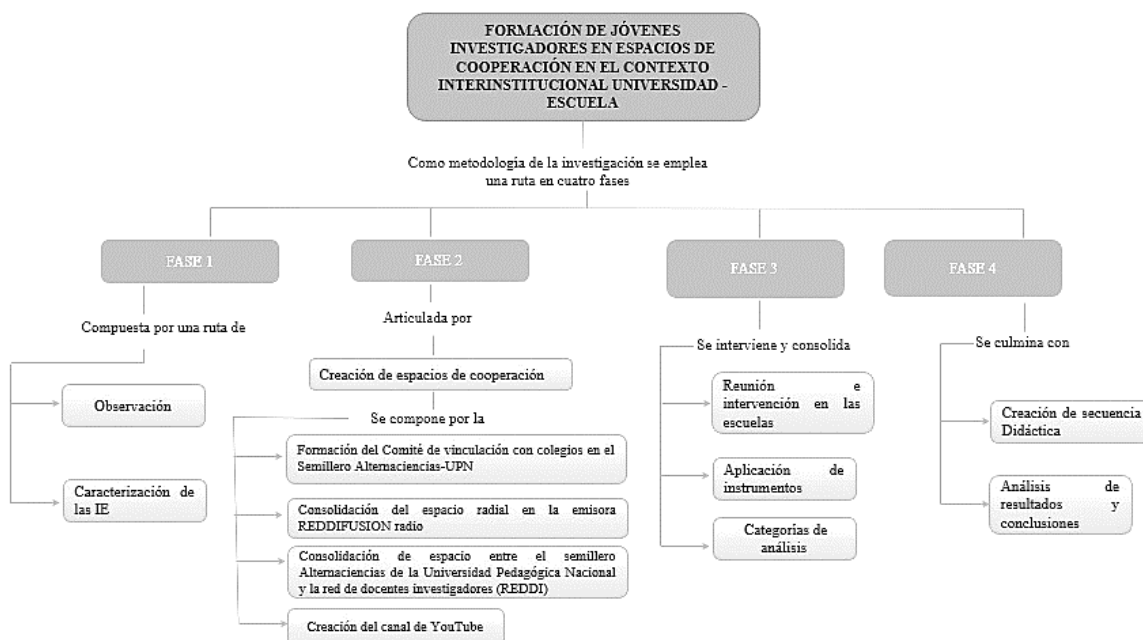 FORMACIÓN DE JÓVENES
INVESTIGADORES EN ESPACIOS DE
COOPERACIÓN EN EL CONTEXTO
INTERINSTITUCIONAL UNIVERSIDAD -
ESCUELA
Como metodología de la investigación se emplea
una ruta en cuatro fases
FASE 1
Compuesta por una ruta de
Observación
Caracterización de
las IE
FASE 2
Articulada por
Creación de espacios de cooperación
Se compone por la
Formación del Comité de vinculación con colegios en el
Semillero Alternaciencias-UPN
Consolidación del espacio radial en la emisora
REDDIFUSION radio
Consolidación de espacio entre el semillero
Alternaciencias de la Universidad Pedagógica Nacional
y la red de docentes investigadores (REDDI)
Creación del canal de YouTube
FASE 3
Se interviene y consolida
Reunión e
intervención en las
escuelas
Aplicación de
instrumentos
Categorias de
análisis
FASE 4
Se culmina con
Creación de secuencia
Didáctica
Análisis de
resultados y
conclusiones